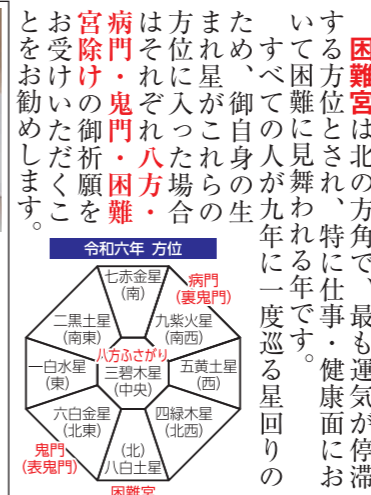 困難宮は北の方角で、最も運気が停滞
する方位とされ、特に仕事・健康面にお
いて困難に見舞われる年です。
すべての人が九年に一度巡る星回りの
ため、御自身の生
まれ星がこれらの
方位に入った場合
はそれぞれ八方・
病門・鬼門・困難
宮除けの御祈願を
お受けいただくこ
とをお勧めします。
令和六年 方位
七赤金星
(南)
病門
(裏鬼門)
二黒土星
(南東)
九紫火星
(南西)
八方ふさがり
三碧木星
(中央)
一白水星
(東)
五黄土星
(西)
六白金星
(北東)
四緑木星
(北西)
鬼門
(表鬼門)
(北)
八白土星
困難宮